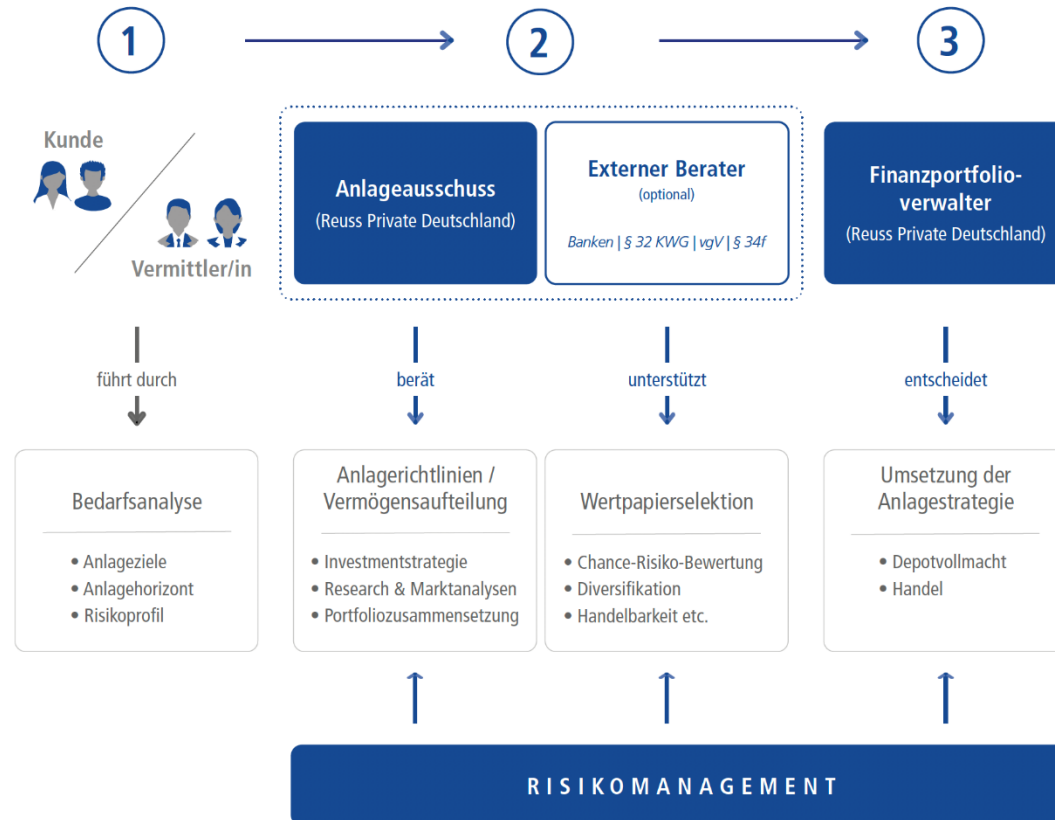 1
2
3
Kunde
Vermittler/in
Anlageausschuss
(Reuss Private Deutschland)
Externer Berater
(optional)
Banken | § 32 KWG | vgV | § 34f
Finanzportfolio-
verwalter
(Reuss Private Deutschland)
führt durch
berät
unterstützt
entscheidet
Bedarfsanalyse
• Anlageziele
• Anlagehorizont
• Risikoprofil
Anlagerichtlinien /
Vermögensaufteilung
• Investmentstrategie
• Research & Marktanalysen
• Portfoliozusammensetzung
Wertpapierselektion
• Chance-Risiko-Bewertung
• Diversifikation
• Handelbarkeit etc.
Umsetzung der
Anlagestrategie
• Depotvollmacht
• Handel
RISIKOMANAGEMENT